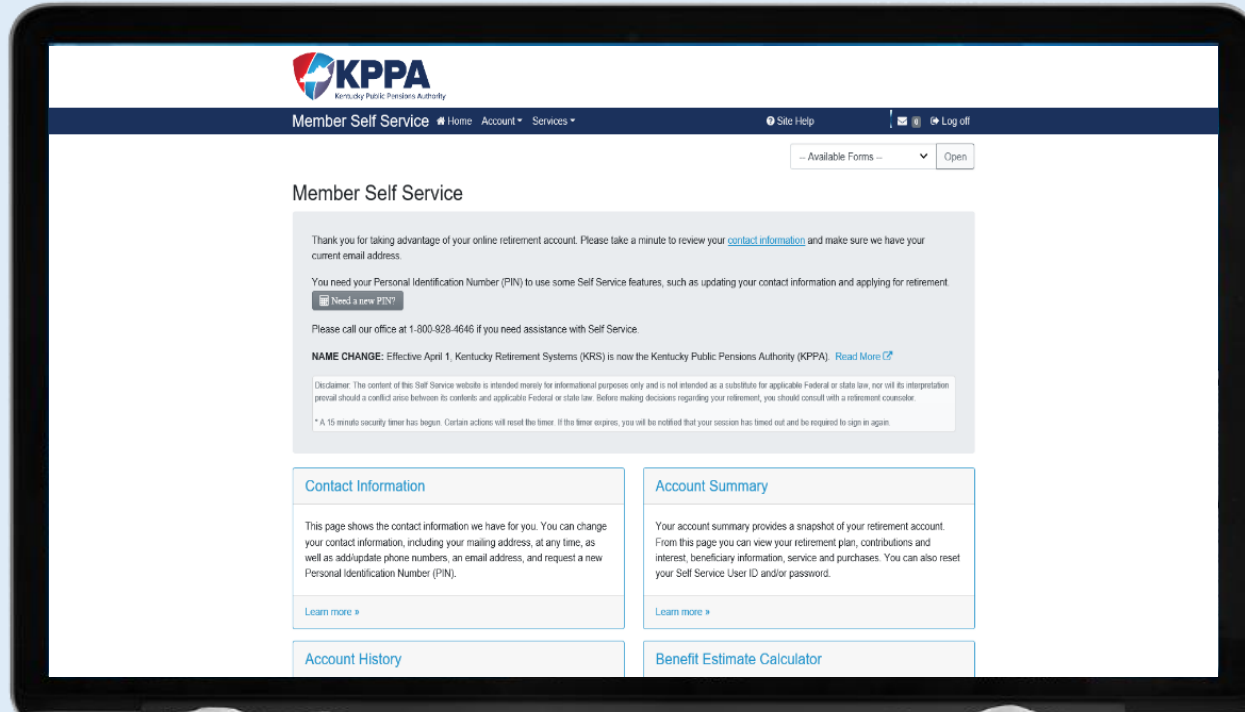 KPPA
Kentucky Public Pensions Authority
Member Self Service Home Account Services Site Help 0 Log off
-- Available Forms -- Open
Member Self Service
Thank you for taking advantage of your online retirement account. Please take a minute to review your contact information and make sure we have your
current email address.
You need your Personal Identification Number (PIN) to use some Self Service features, such as updating your contact information and applying for retirement.
Need a new PIN?
Please call our office at 1-800-928-4646 if you need assistance with Self Service.
NAME CHANGE: Effective April 1, Kentucky Retirement Systems (KRS) is now the Kentucky Public Pensions Authority (KPPA). Read More
Disclaimer: The content of this Self Service website is intended merely for informational purposes only and is not intended as a substitute for applicable Federal or state law, nor will its interpretation
prevail should a conflict arise between its contents and applicable Federal or state law. Before making decisions regarding your retirement, you should consult with a retirement counselor.
* A 15 minute security timer has begun. Certain actions will reset the timer. If the timer expires, you will be notified that your session has timed out and be required to sign in again.
Contact Information
This page shows the contact information we have for you. You can change
your contact information, including your mailing address, at any time, as
well as add/update phone numbers, an email address, and request a new
Personal Identification Number (PIN).
Learn more »
Account Summary
Your account summary provides a snapshot of your retirement account.
From this page you can view your retirement plan, contributions and
interest, beneficiary information, service and purchases. You can also reset
your Self Service User ID and/or password.
Learn more »
Account History
Benefit Estimate Calculator